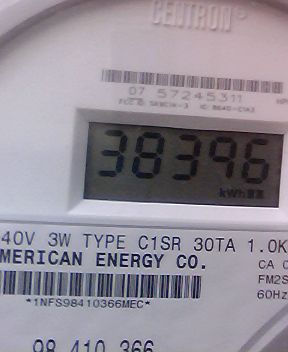 CENTRON®
07 57245311
38396
kWh
40V 3W TYPE C1SR 30TA 1.0K
MERICAN ENERGY CO.
CA
FM2S
60Hz
*1NFS98410366MEC*
98 410 366